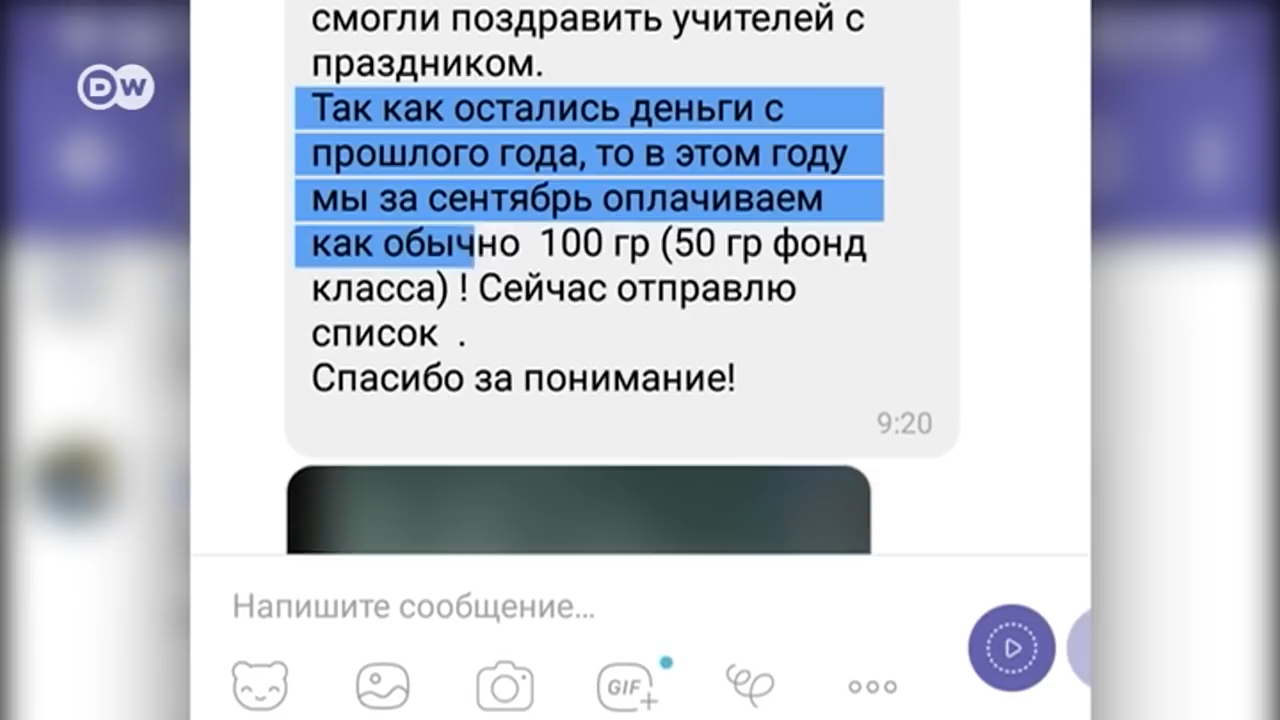 DW
смогли поздравить учителей с
праздником.
Так как остались деньги с
прошлого года, то в этом году
мы за сентябрь оплачиваем
как обычно 100 гр (50 гр фонд
класса) ! Сейчас отправлю
список .
Спасибо за понимание!
9:20
Напишите сообщение...
GIF